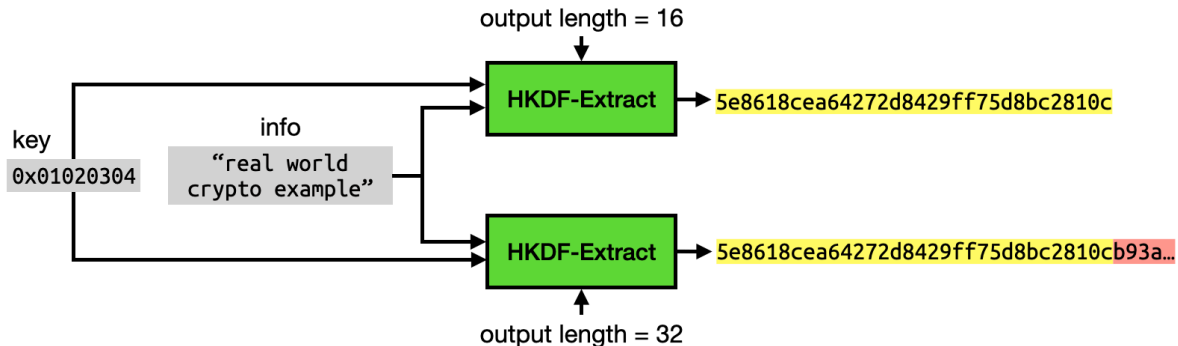 output length = 16
HKDF-Extract
5e8618cea64272d8429ff75d8bc2810c
key
0x01020304
info
“real world
crypto example”
HKDF-Extract
5e8618cea64272d8429ff75d8bc2810cb93a…
output length = 32